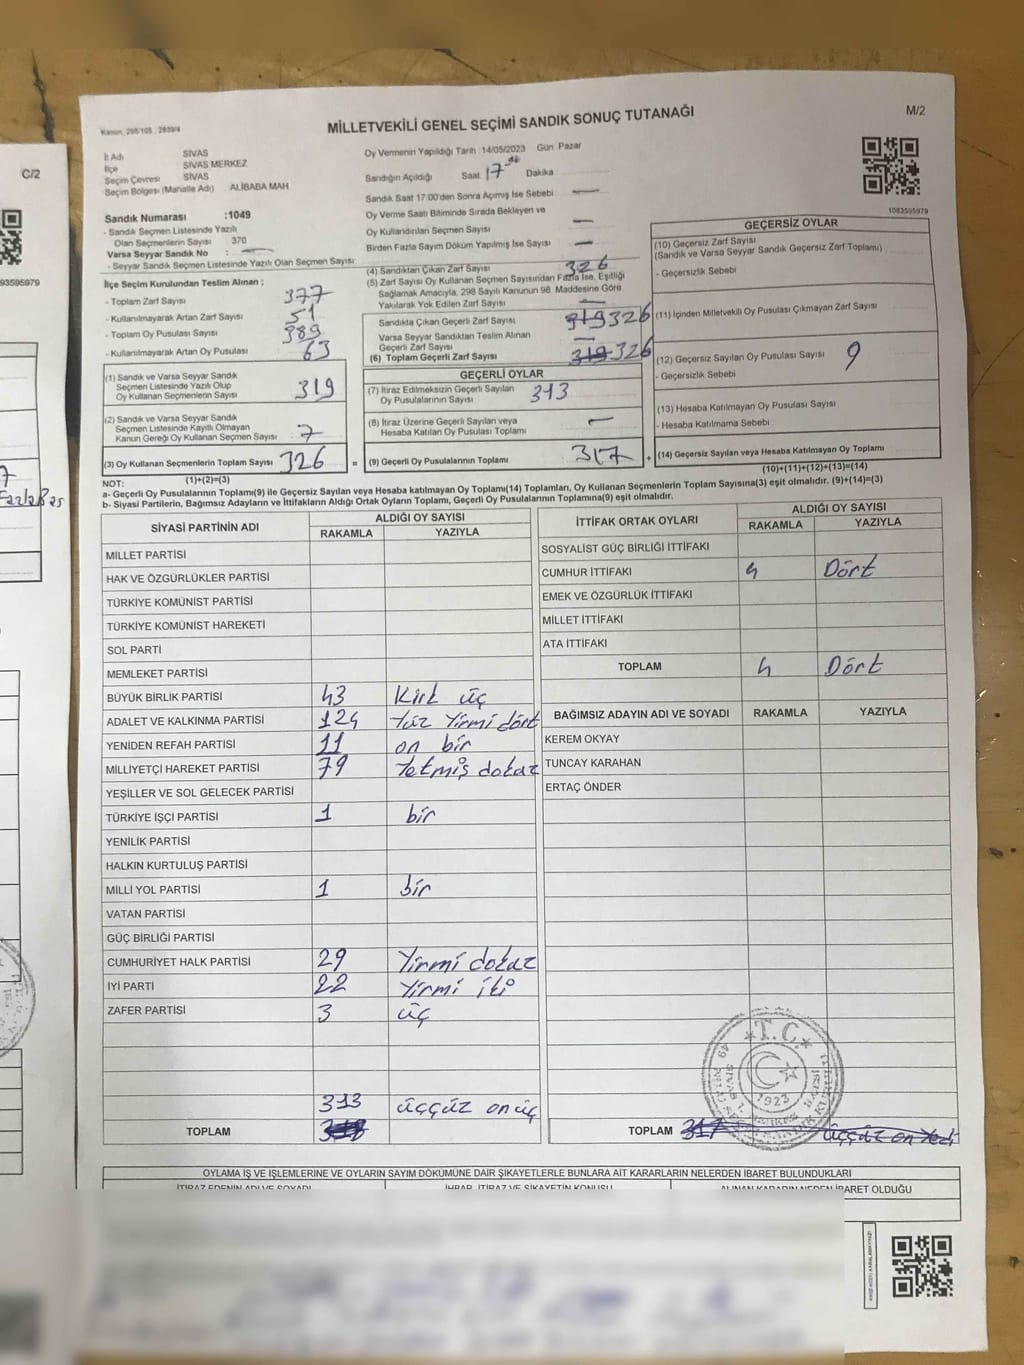 C/2
93595979
Fazla Bas
Kanun_298/105 , 2839/4
MİLLETVEKİLİ GENEL SEÇİMİ SANDIK SONUÇ TUTANAĞI
M/2
İl Adı : SİVAS
İlçe : SİVAS MERKEZ
Seçim Çevresi : SİVAS
Seçim Bölgesi (Mahalle Adı) : ALİBABA MAH
Sandık Numarası :1049
- Sandık Seçmen Listesinde Yazılı
Olan Seçmenlerin Sayısı : 370
Varsa Seyyar Sandık No : —
- Seyyar Sandık Seçmen Listesinde Yazılı Olan Seçmen Sayısı:
Oy Vermenin Yapıldığı Tarih :14/05/2023 Gün Pazar
Sandığın Açıldığı Saat 17 Dakika
Sandık Saat 17:00'den Sonra Açımış İse Sebebi —
Oy Verme Saati Bitiminde Sırada Bekleyen ve
Oy Kullandırılan Seçmen Sayısı —
Birden Fazla Sayım Döküm Yapılmış İse Sayısı —
1083595979
İlçe Seçim Kurulundan Teslim Alınan ;
- Toplam Zarf Sayısı 377
- Kullanılmayarak Artan Zarf Sayısı 51
- Toplam Oy Pusulası Sayısı 389
- Kullanılmayarak Artan Oy Pusulası 63
(1) Sandık ve Varsa Seyyar Sandık
Seçmen Listesinde Yazılı Olup
Oy Kullanan Seçmenlerin Sayısı 319
(2) Sandık ve Varsa Seyyar Sandık
Seçmen Listesinde Kayıtlı Olmayan
Kanun Gereği Oy Kullanan Seçmen Sayısı 7
(3) Oy Kullanan Seçmenlerin Toplam Sayısı 326
(1)+(2)=(3)
(4) Sandıktan Çıkan Zarf Sayısı 326
(5) Zarf Sayısı Oy Kullanan Seçmen Sayısından Fazla İse, Eşitliği
Sağlamak Amacıyla, 298 Sayılı Kanunun 98. Maddesine Göre
Yakılarak Yok Edilen Zarf Sayısı —
Sandıkta Çıkan Geçerli Zarf Sayısı 319 326
Varsa Seyyar Sandıktan Teslim Alınan
Geçerli Zarf Sayısı —
(6) Toplam Geçerli Zarf Sayısı 319 326
GEÇERLİ OYLAR
(7) İtiraz Edilmeksizin Geçerli Sayılan
Oy Pusulalarının Sayısı 313
(8) İtiraz Üzerine Geçerli Sayılan veya
Hesaba Katılan Oy Pusulası Toplamı —
= (9) Geçerli Oy Pusulalarının Toplamı 317 +
GEÇERSİZ OYLAR
(10) Geçersiz Zarf Sayısı
(Sandık ve Varsa Seyyar Sandık Geçersiz Zarf Toplamı)
- Geçersizlik Sebebi
(11) İçinden Milletvekili Oy Pusulası Çıkmayan Zarf Sayısı
(12) Geçersiz Sayılan Oy Pusulası Sayısı 9
- Geçersizlik Sebebi
(13) Hesaba Katılmayan Oy Pusulası Sayısı
- Hesaba Katılmama Sebebi
(14) Geçersiz Sayılan veya Hesaba Katılmayan Oy Toplamı
(10)+(11)+(12)+(13)=(14)
NOT:
a- Geçerli Oy Pusulasının Toplamı(9) ile Geçersiz Sayılan veya Hesaba katılmayan Oy Toplamı(14) Toplamları, Oy Kullanan Seçmenlerin Toplam Sayısına(3) eşit olmalıdır. (9)+(14)=(3)
b- Siyasi Partilerin, Bağımsız Adayların ve İttifakların Aldığı Ortak Oyların Toplamı, Geçerli Oy Pusulalarının Toplamına(9) eşit olmalıdır.
SİYASİ PARTİNİN ADI ALDIĞI OY SAYISI
RAKAMLA YAZIYLA
MİLLET PARTİSİ
HAK VE ÖZGÜRLÜKLER PARTİSİ
TÜRKİYE KOMÜNİST PARTİSİ
TÜRKİYE KOMÜNİST HAREKETİ
SOL PARTİ
MEMLEKET PARTİSİ
BÜYÜK BİRLİK PARTİSİ 43 Kırk üç
ADALET VE KALKINMA PARTİSİ 124 Yüz Yirmi dört
YENİDEN REFAH PARTİSİ 11 on bir
MİLLİYETÇİ HAREKET PARTİSİ 79 Yetmiş dokuz
YEŞİLLER VE SOL GELECEK PARTİSİ
TÜRKİYE İŞÇİ PARTİSİ 1 bir
YENİLİK PARTİSİ
HALKIN KURTULUŞ PARTİSİ
MİLLİ YOL PARTİSİ 1 bir
VATAN PARTİSİ
GÜÇ BİRLİĞİ PARTİSİ
CUMHURİYET HALK PARTİSİ 29 Yirmi dokuz
İYİ PARTİ 22 Yirmi iki
ZAFER PARTİSİ 3 üç
313 üççüz onüç
TOPLAM
İTTİFAK ORTAK OYLARI ALDIĞI OY SAYISI
RAKAMLA YAZIYLA
SOSYALİST GÜÇ BİRLİĞİ İTTİFAKI
CUMHUR İTTİFAKI 4 Dört
EMEK VE ÖZGÜRLÜK İTTİFAKI
MİLLET İTTİFAKI
ATA İTTİFAKI
TOPLAM 4 Dört
BAĞIMSIZ ADAYIN ADI VE SOYADI RAKAMLA YAZIYLA
KEREM OKYAY
TUNCAY KARAHAN
ERTAÇ ÖNDER
T.C.
1923
TOPLAM 317 üççüz on Yedi
OYLAMA İŞ VE İŞLEMLERİNE VE OYLARIN SAYIM DÖKÜMÜNE DAİR ŞİKAYETLERLE BUNLARA AİT KARARLARIN NELERDEN İBARET BULUNDUKLARI
İTİRAZ EDENİN ADI VE SOYADI İHBAR, İTİRAZ VE ŞİKAYETİN KONUSU ALINAN KARARIN NEDEN İBARET OLDUĞU